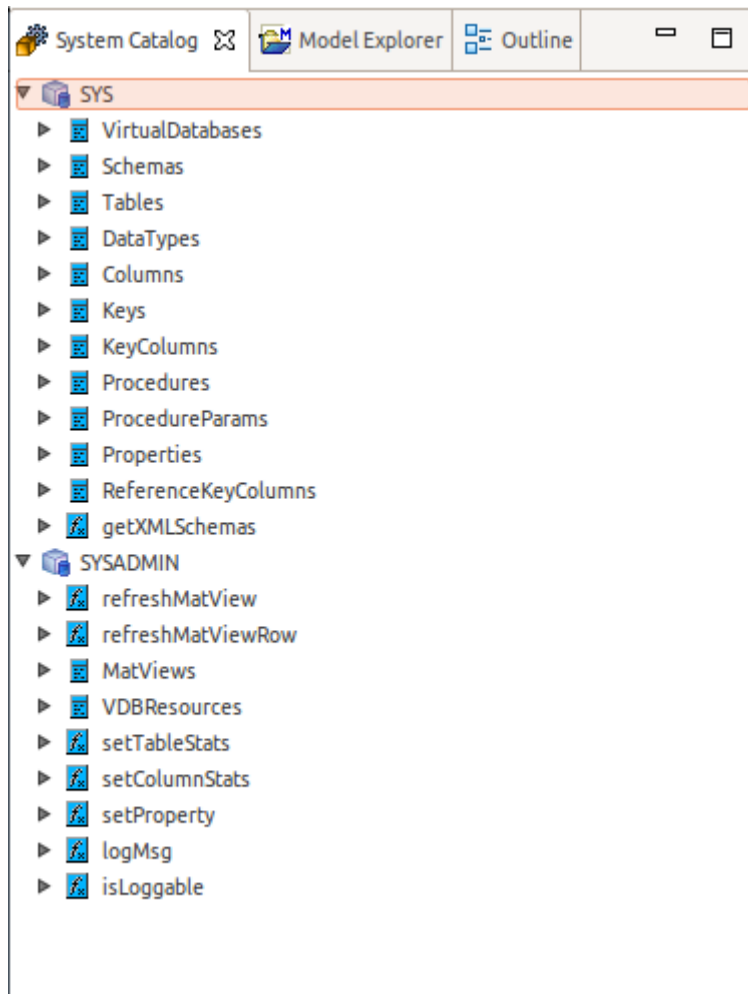 System Catalog Model Explorer Outline
SYS
VirtualDatabases
Schemas
Tables
DataTypes
Columns
Keys
KeyColumns
Procedures
ProcedureParams
Properties
ReferenceKeyColumns
getXMLSchemas
SYSADMIN
refreshMatView
refreshMatViewRow
MatViews
VDBResources
setTableStats
setColumnStats
setProperty
logMsg
isLoggable